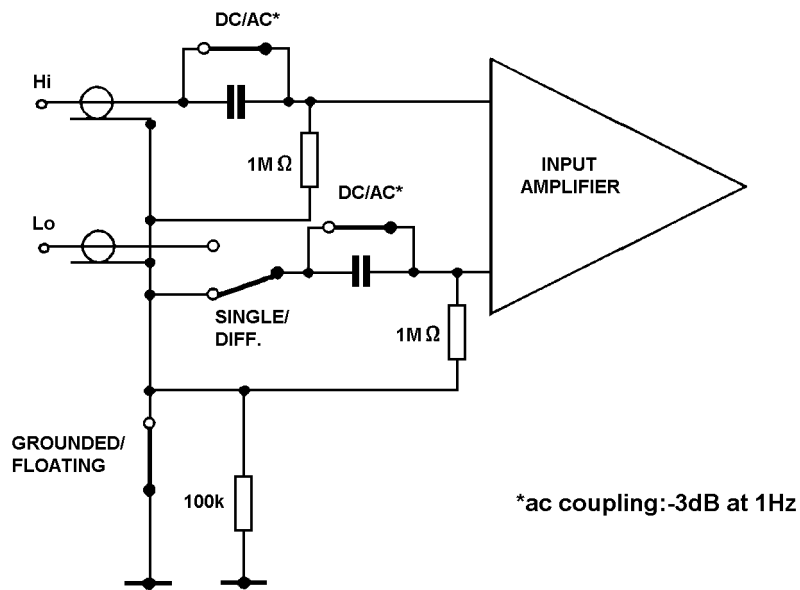 DC/AC*
Hi
1M Ω
INPUT
AMPLIFIER
DC/AC*
Lo
SINGLE/
DIFF.
1M Ω
GROUNDED/
FLOATING
100k
*ac coupling:-3dB at 1Hz